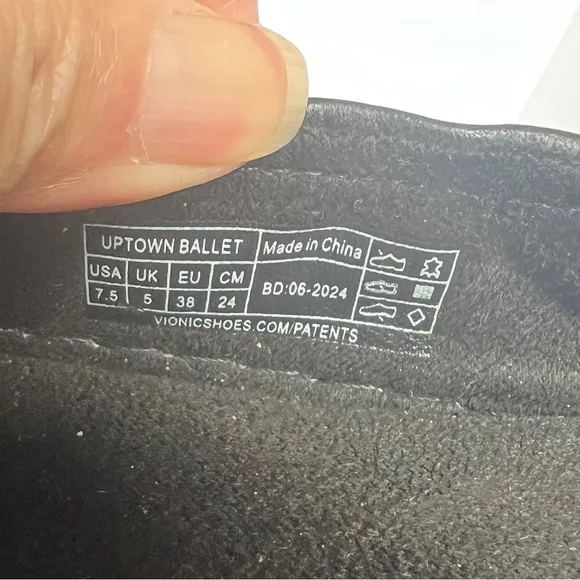 UPTOWN BALLET
Made in China
USA UK EU CM
7.5 5 38 24
BD:06-2024
VIONICSHOES.COM/PATENTS